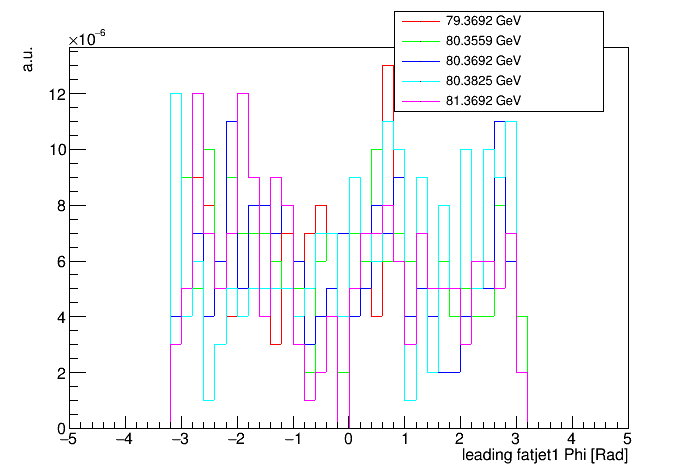 79.3692 GeV
80.3559 GeV
80.3692 GeV
80.3825 GeV
81.3692 GeV
×10⁻⁶
a.u.
12
10
8
6
4
2
0
−5 −4 −3 −2 −1 0 1 2 3 4 5
leading fatjet1 Phi [Rad]